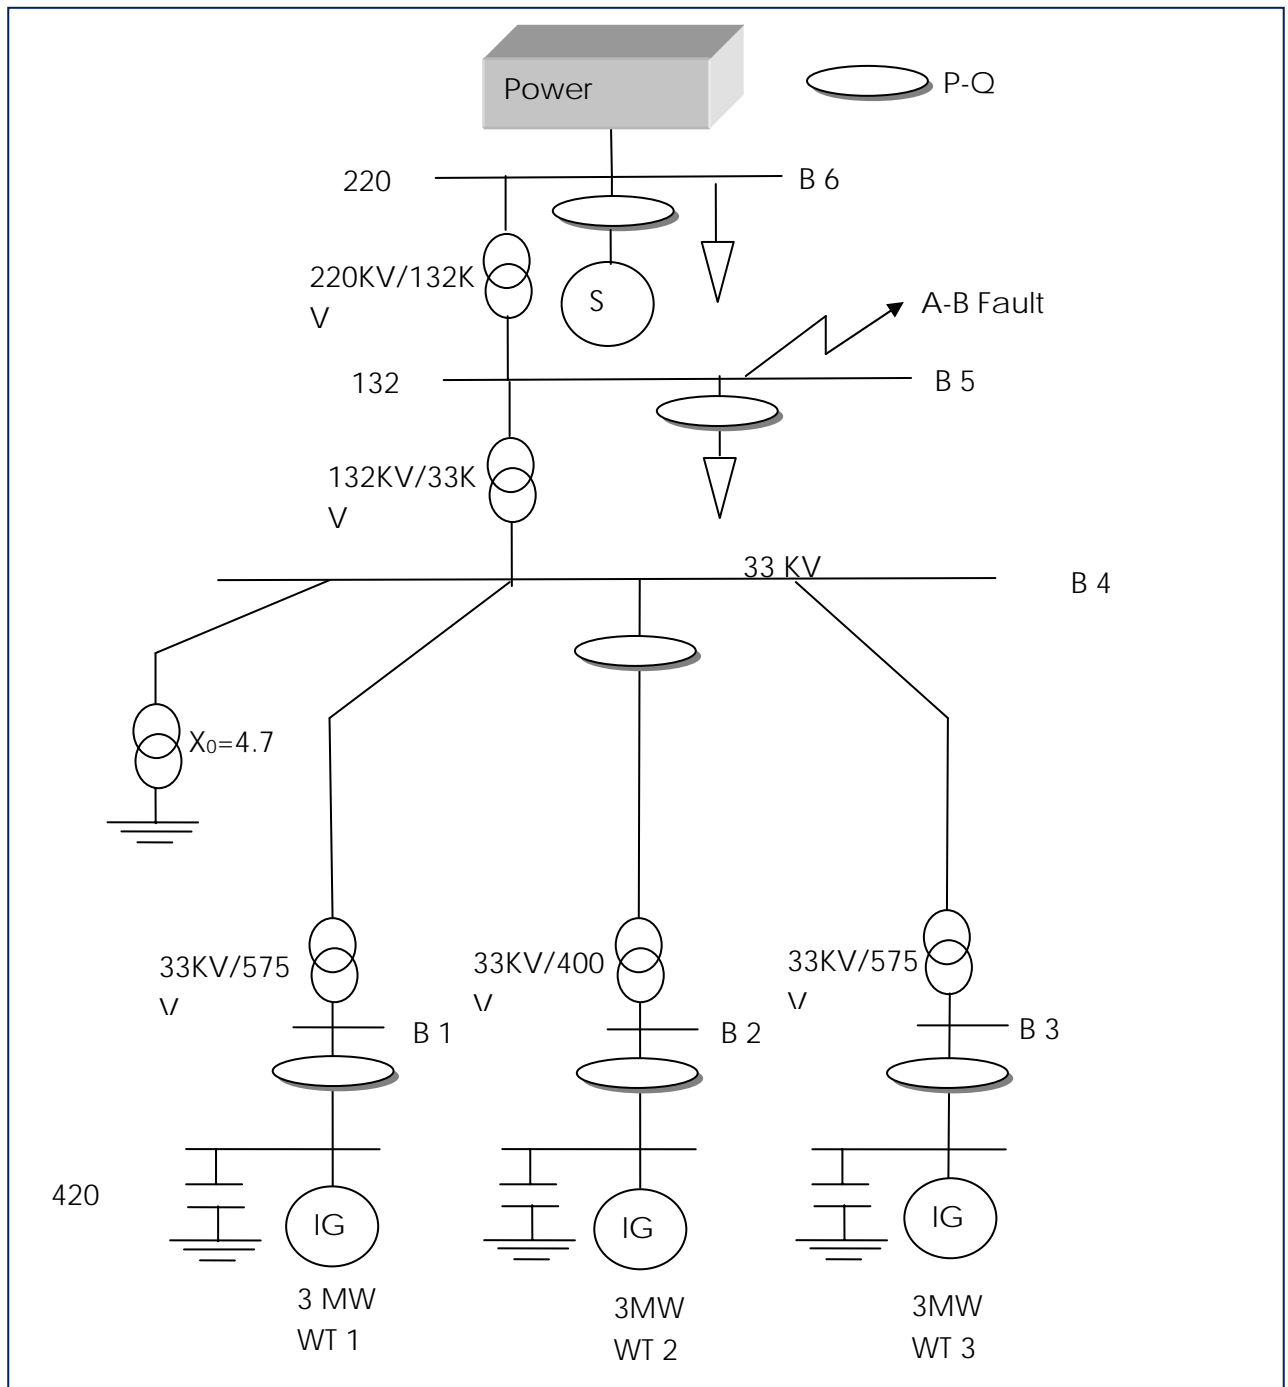 Power
P-Q
220
B 6
220KV/132K
V
S
A-B Fault
132
B 5
132KV/33K
V
33 KV
B 4
X0=4.7
33KV/575
V
33KV/400
V
33KV/575
V
B 1
B 2
B 3
420
IG
IG
IG
3 MW
WT 1
3MW
WT 2
3MW
WT 3